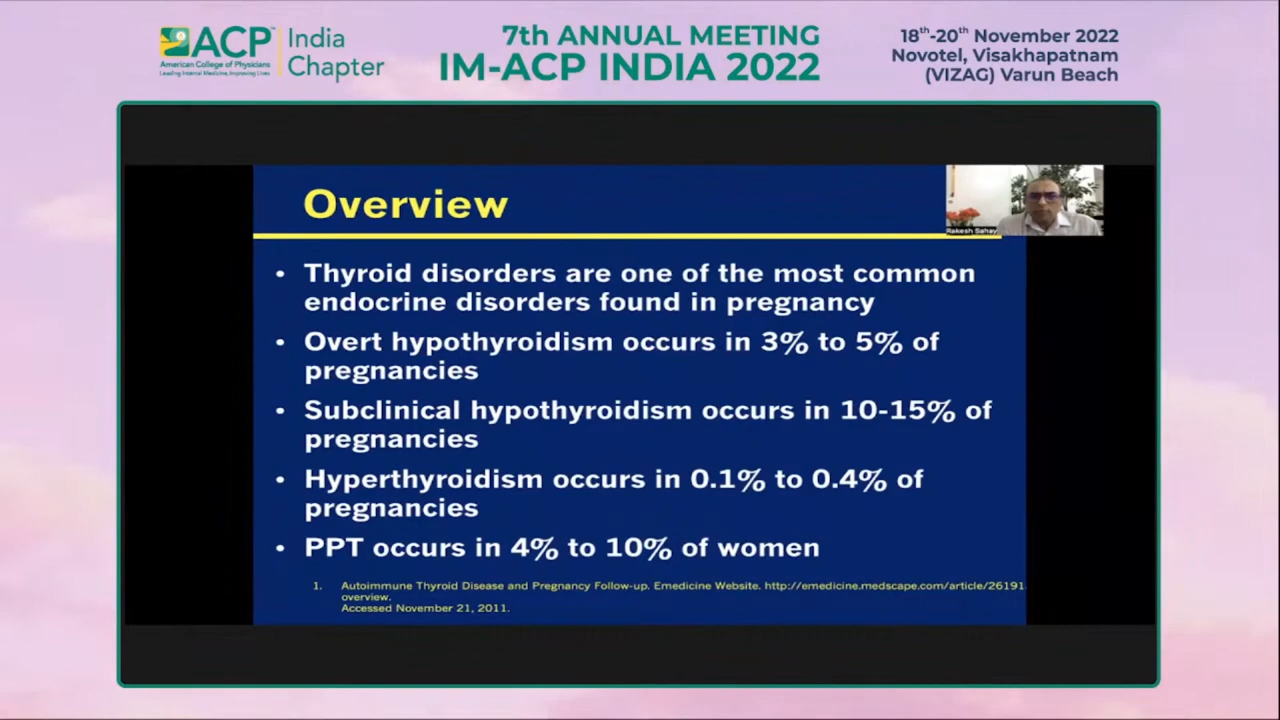 ACP
American College of Physicians
Leading Internal Medicine, Improving Lives
India
Chapter
7th ANNUAL MEETING
IM-ACP INDIA 2022
18th-20th November 2022
Novotel, Visakhapatnam
(VIZAG) Varun Beach
Rakesh Sahay
Overview
• Thyroid disorders are one of the most common
endocrine disorders found in pregnancy
• Overt hypothyroidism occurs in 3% to 5% of
pregnancies
• Subclinical hypothyroidism occurs in 10-15% of
pregnancies
• Hyperthyroidism occurs in 0.1% to 0.4% of
pregnancies
• PPT occurs in 4% to 10% of women
1. Autoimmune Thyroid Disease and Pregnancy Follow-up. Emedicine Website. http://emedicine.medscape.com/article/26191
overview.
Accessed November 21, 2011.